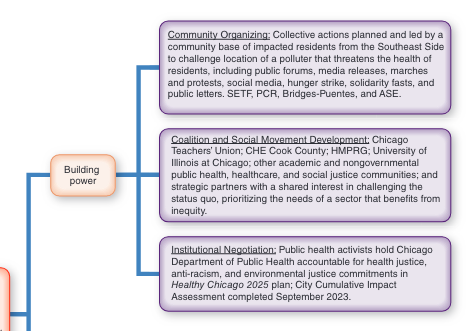 Community Organizing: Collective actions planned and led by a
community base of impacted residents from the Southeast Side
to challenge location of a polluter that threatens the health of
residents, including public forums, media releases, marches
and protests, social media, hunger strike, solidarity fasts, and
public letters. SETF, PCR, Bridges-Puentes, and ASE.
Building
power
Coalition and Social Movement Development: Chicago
Teachers' Union; CHE Cook County; HMPRG; University of
Illinois at Chicago; other academic and nongovernmental
public health, healthcare, and social justice communities; and
strategic partners with a shared interest in challenging the
status quo, prioritizing the needs of a sector that benefits from
inequity.
Institutional Negotiation: Public health activists hold Chicago
Department of Public Health accountable for health justice,
anti-racism, and environmental justice commitments in
Healthy Chicago 2025 plan; City Cumulative Impact
Assessment completed September 2023.